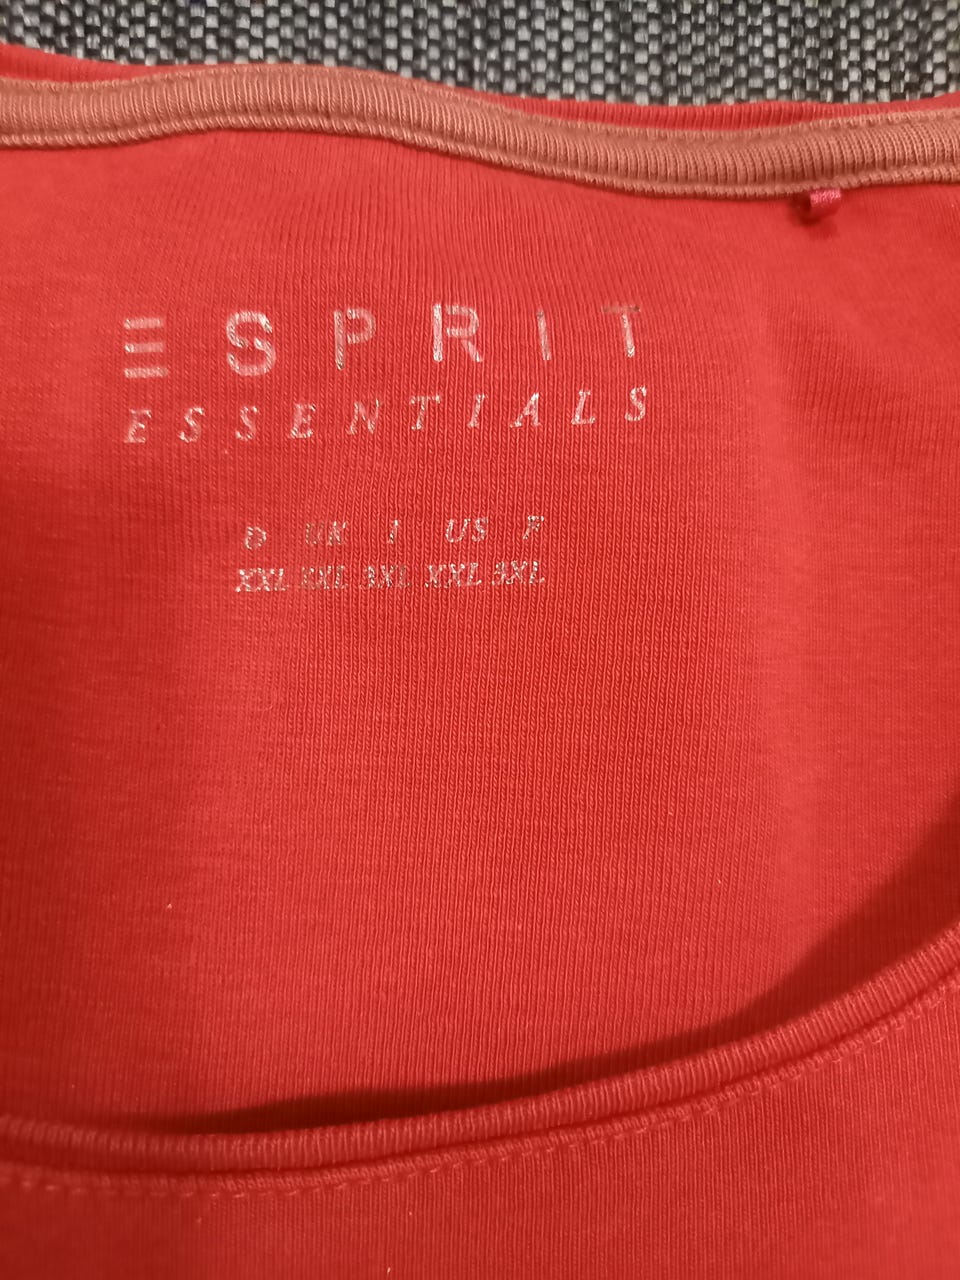 ESPRIT
ESSENTIALS
D UK I US F
XXL XXL 3XL XXL 3XL